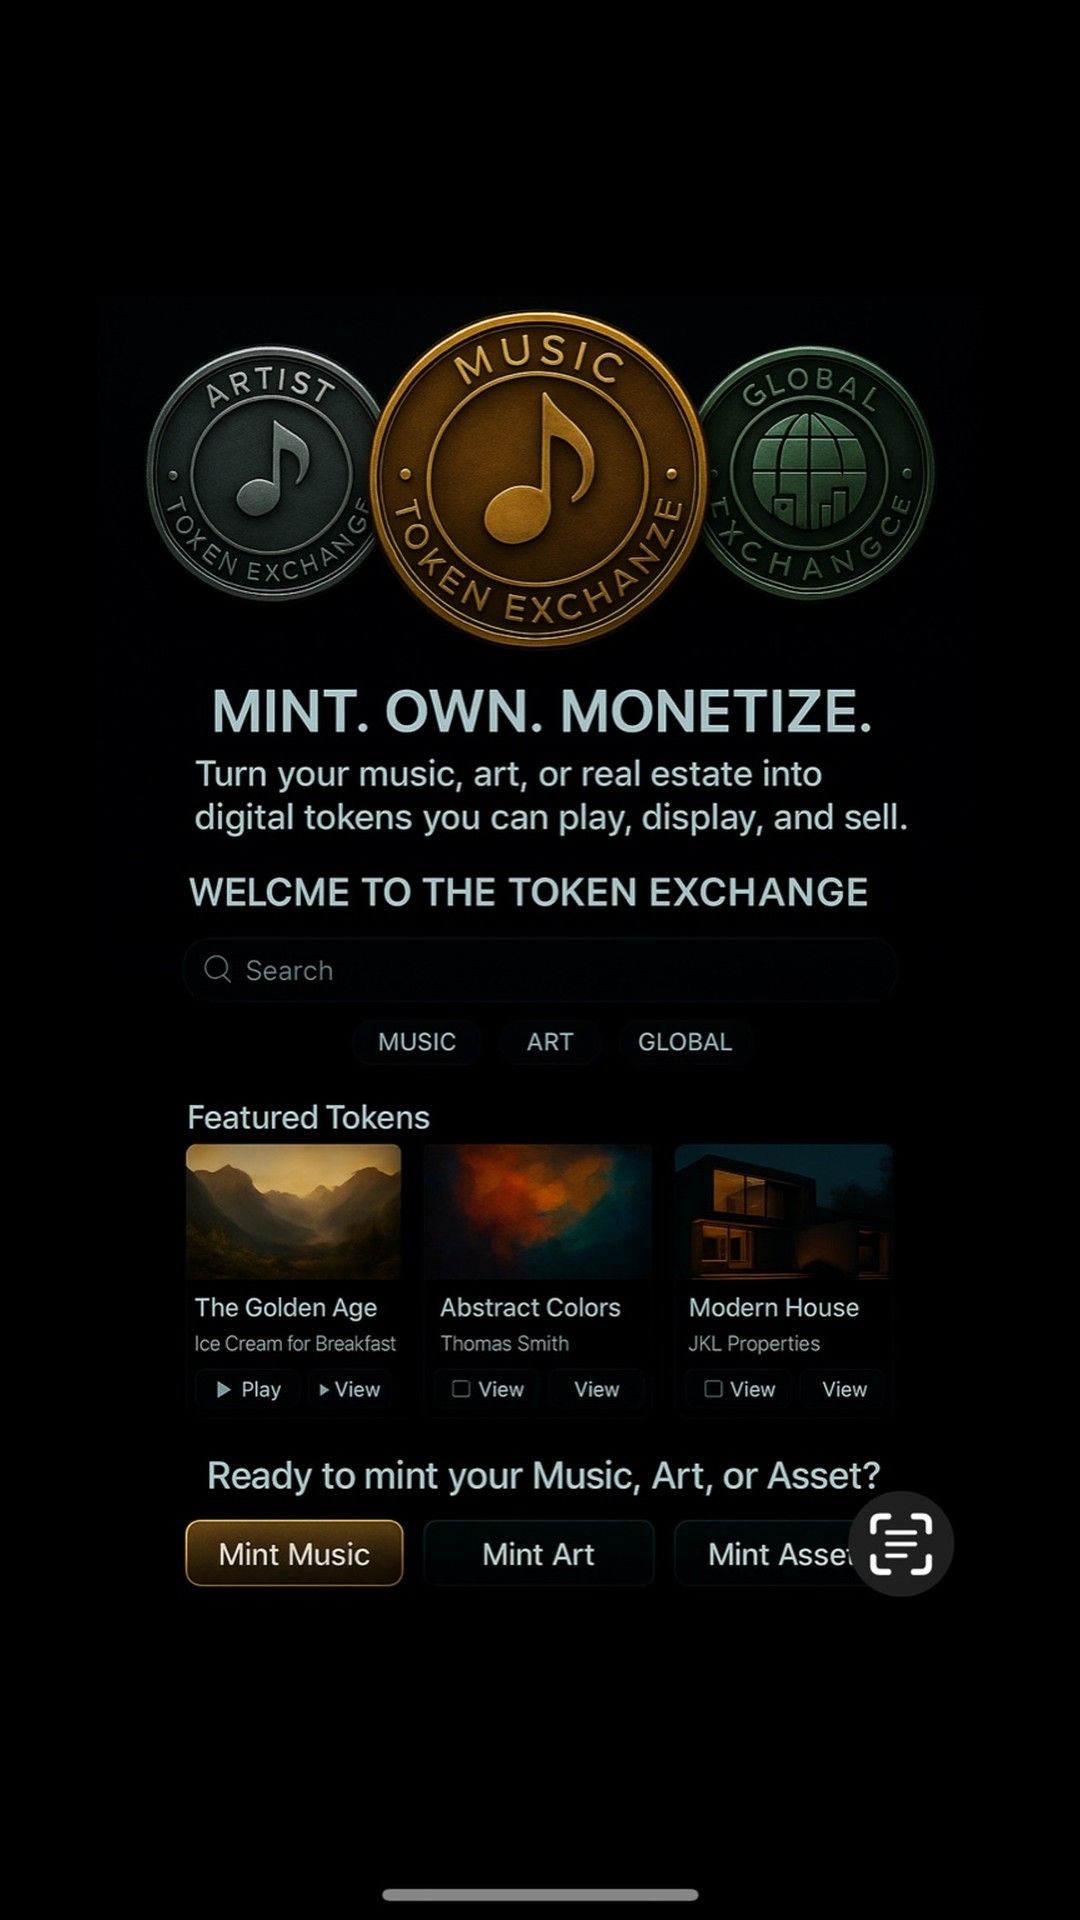 ARTIST
TOKEN EXCHANGE
MUSIC
TOKEN EXCHANZE
GLOBAL
EXCHANGCE
MINT. OWN. MONETIZE.
Turn your music, art, or real estate into
digital tokens you can play, display, and sell.
WELCME TO THE TOKEN EXCHANGE
Search
MUSIC ART GLOBAL
Featured Tokens
The Golden Age
Ice Cream for Breakfast
Play View
Abstract Colors
Thomas Smith
View View
Modern House
JKL Properties
View View
Ready to mint your Music, Art, or Asset?
Mint Music Mint Art Mint Asset